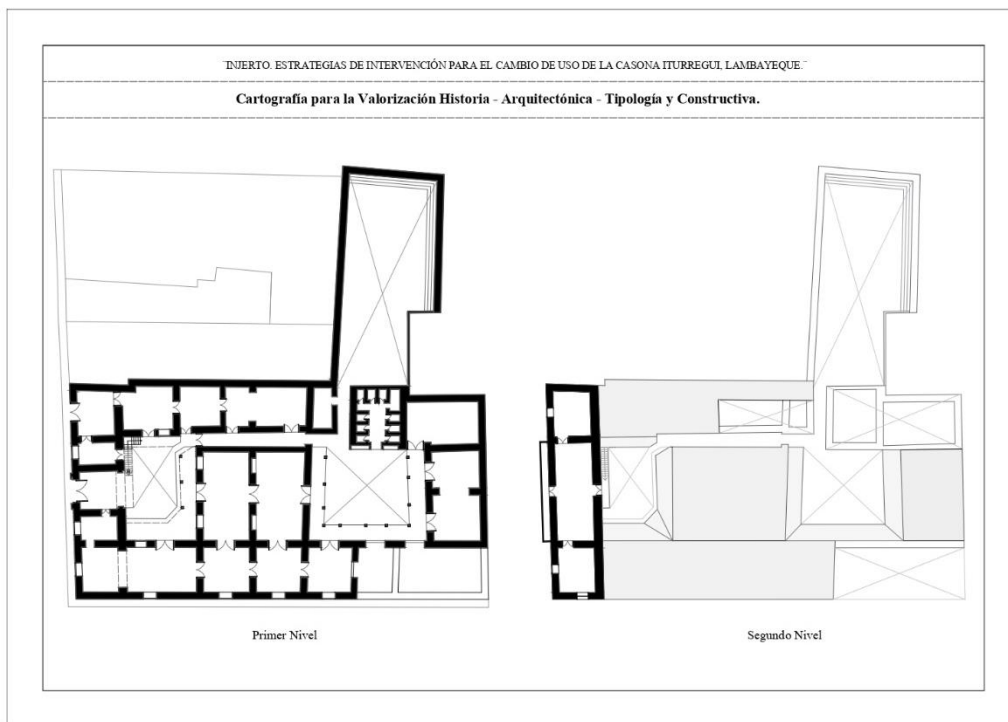 ¨INJERTO. ESTRATEGIAS DE INTERVENCIÓN PARA EL CAMBIO DE USO DE LA CASONA ITURREGUI, LAMBAYEQUE.¨
Cartografía para la Valorización Historia - Arquitectónica - Tipología y Constructiva.
Primer Nivel
Segundo Nivel